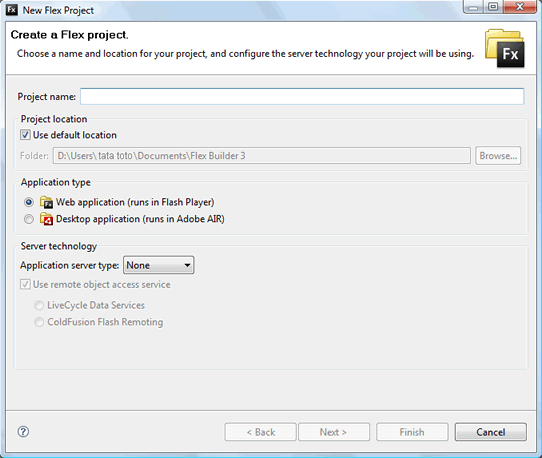 Fx New Flex Project
Create a Flex project.
Choose a name and location for your project, and configure the server technology your project will be using.
Fx
Project name:
Project location
Use default location
Folder: D:\Users\ tata toto\Documents\Flex Builder 3 Browse...
Application type
Web application (runs in Flash Player)
Desktop application (runs in Adobe AIR)
Server technology
Application server type: None
Use remote object access service
LiveCycle Data Services
ColdFusion Flash Remoting
? < Back Next > Finish Cancel